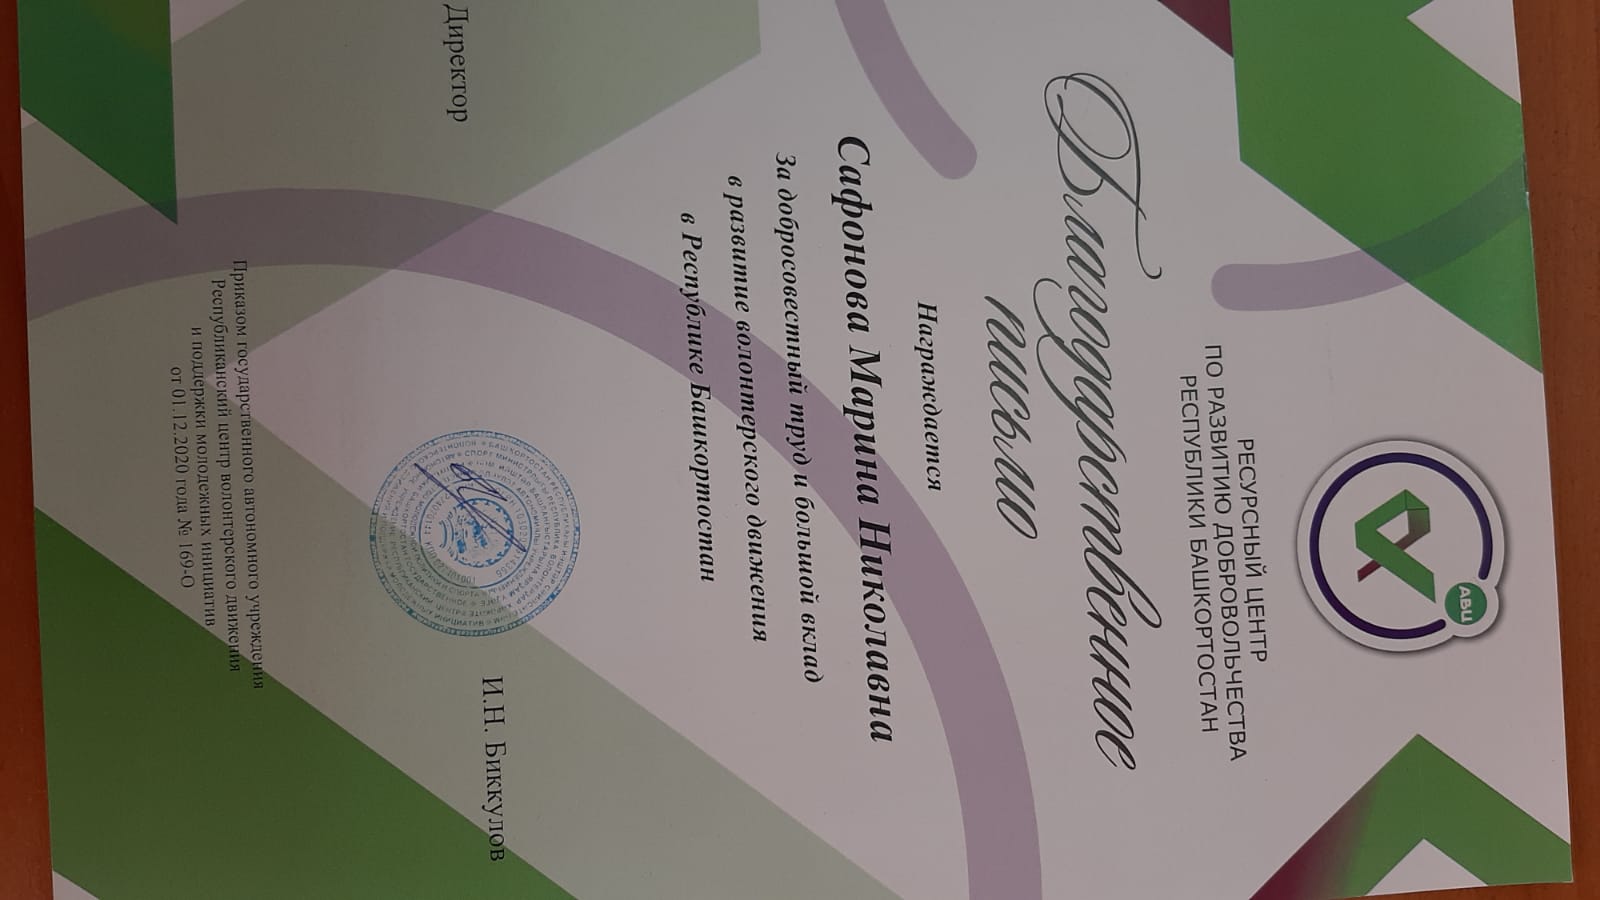 АВЦ
РЕСУРСНЫЙ ЦЕНТР
ПО РАЗВИТИЮ ДОБРОВОЛЬЧЕСТВА
РЕСПУБЛИКИ БАШКОРТОСТАН
Благодарственное
письмо
Награждается
Сафонова Марина Николавна
За добросовестный труд и большой вклад
в развитие волонтерского движения
в Республике Башкортостан
Директор
И.Н. Биккулов
Приказом государственного автономного учреждения
Республиканский центр волонтерского движения
и поддержки молодежных инициатив
от 01.12.2020 года № 169-О